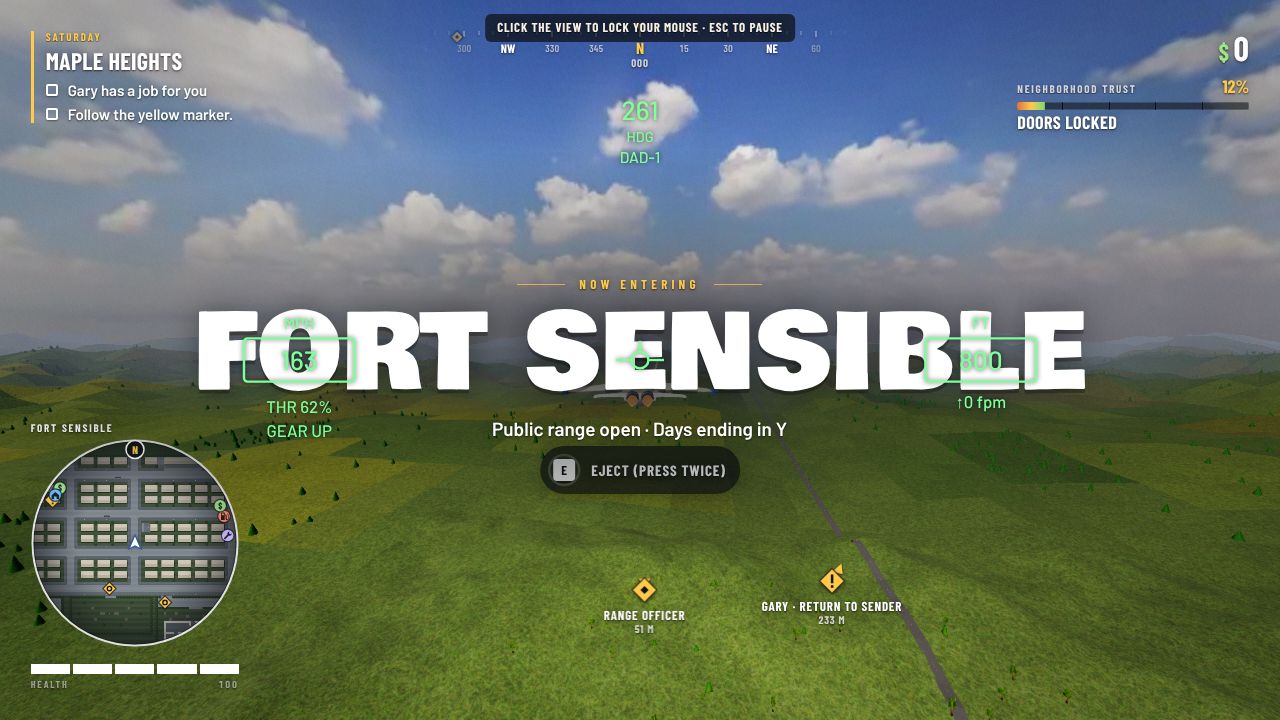 CLICK THE VIEW TO LOCK YOUR MOUSE · ESC TO PAUSE
300 NW 330 345 N 15 30 NE 60
000
SATURDAY
MAPLE HEIGHTS
Gary has a job for you
Follow the yellow marker.
$ 0
NEIGHBORHOOD TRUST 12%
DOORS LOCKED
261
HDG
DAD-1
NOW ENTERING
FORT SENSIBLE
MPH
163
THR 62%
GEAR UP
FT
800
↑0 fpm
Public range open · Days ending in Y
E EJECT (PRESS TWICE)
FORT SENSIBLE
N
$
$
RANGE OFFICER
51 M
GARY · RETURN TO SENDER
233 M
HEALTH 100